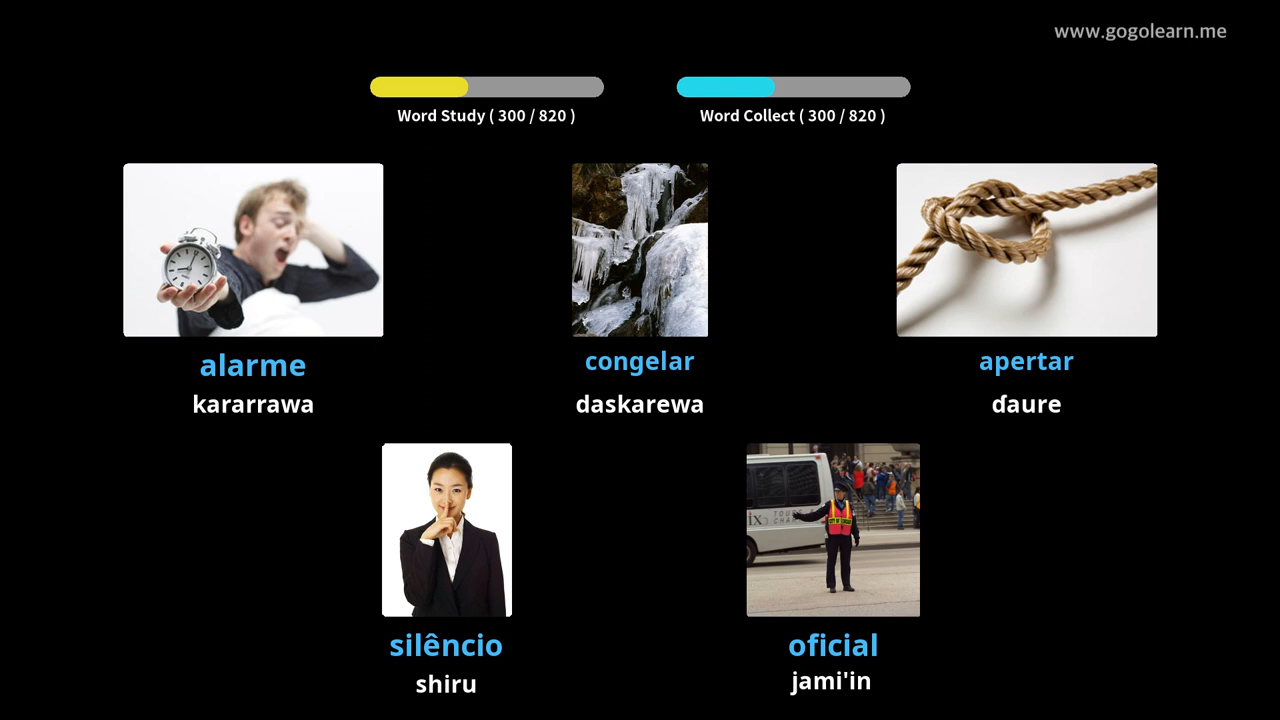 www.gogolearn.me
Word Study ( 300 / 820 )
Word Collect ( 300 / 820 )
alarme
kararrawa
congelar
daskarewa
apertar
ɗaure
silêncio
shiru
oficial
jami'in